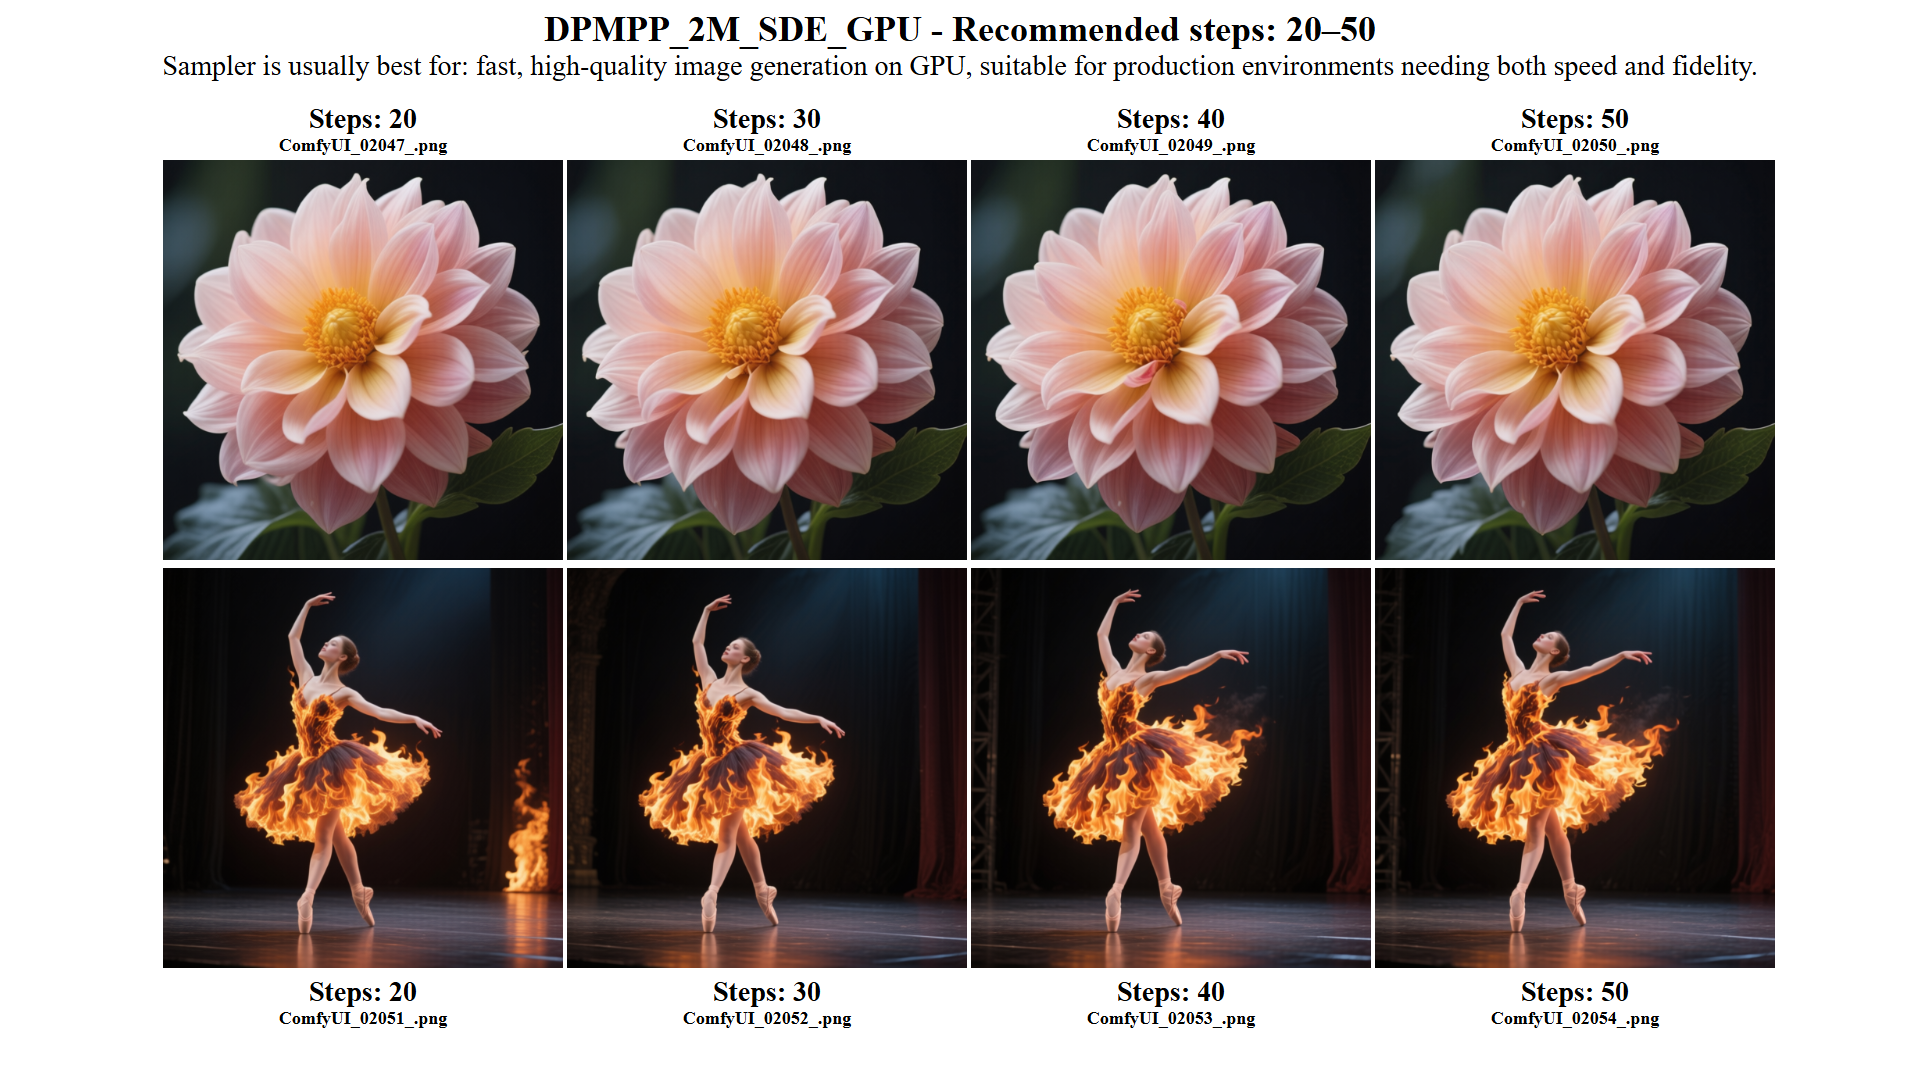 DPMPP_2M_SDE_GPU - Recommended steps: 20–50
Sampler is usually best for: fast, high-quality image generation on GPU, suitable for production environments needing both speed and fidelity.
Steps: 20
ComfyUI_02047_.png
Steps: 30
ComfyUI_02048_.png
Steps: 40
ComfyUI_02049_.png
Steps: 50
ComfyUI_02050_.png
Steps: 20
ComfyUI_02051_.png
Steps: 30
ComfyUI_02052_.png
Steps: 40
ComfyUI_02053_.png
Steps: 50
ComfyUI_02054_.png